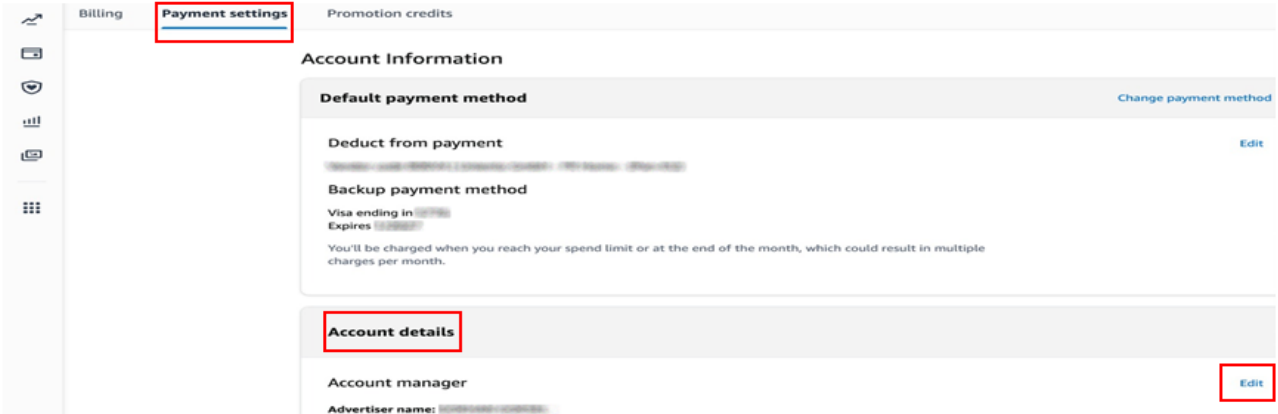 Billing Payment settings Promotion credits
Account Information
Default payment method Change payment method
Deduct from payment Edit
Backup payment method
Visa ending in
Expires
You'll be charged when you reach your spend limit or at the end of the month, which could result in multiple
charges per month.
Account details
Account manager Edit
Advertiser name: